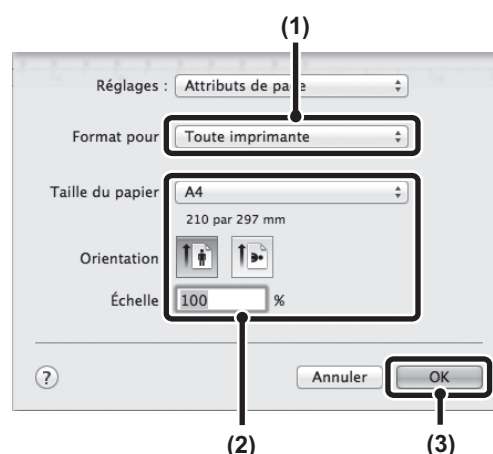 (1)
Réglages : Attributs de page
Format pour Toute imprimante
Taille du papier A4
210 par 297 mm
Orientation
Échelle 100 %
? Annuler OK
(2) (3)